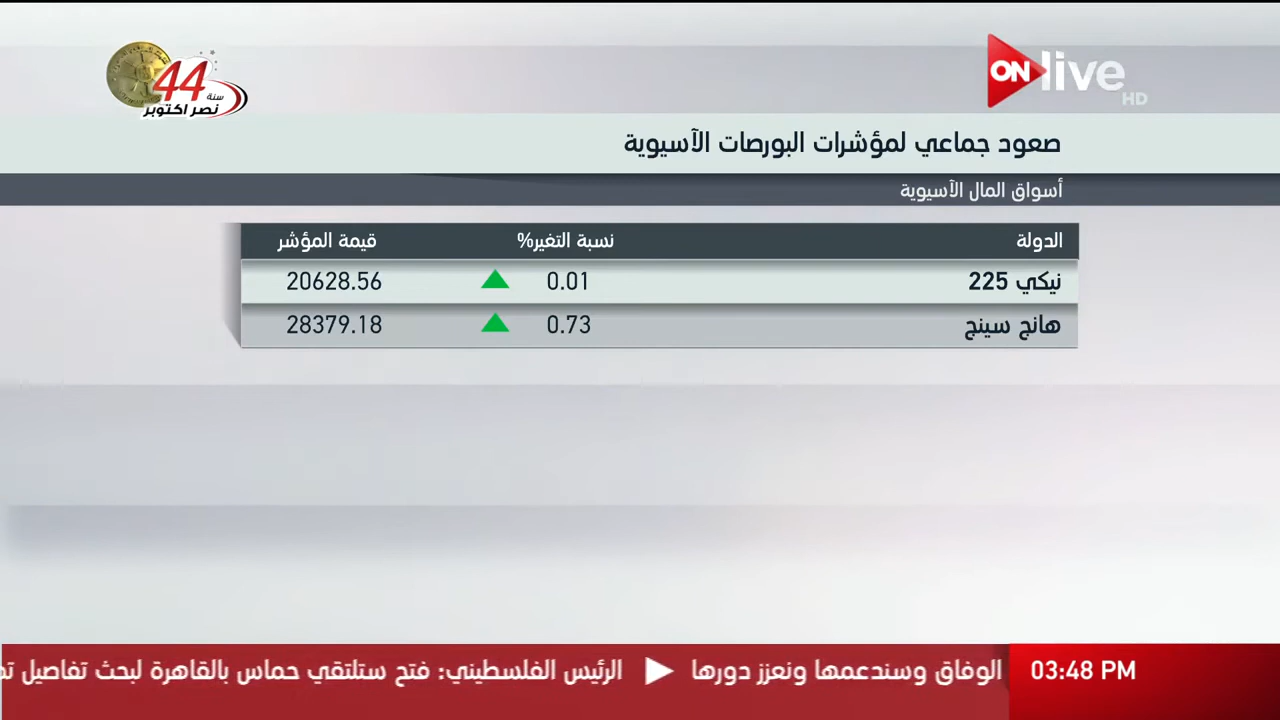 44
سنة
نصر اكتوبر
ON live
HD
صعود جماعي لمؤشرات البورصات الآسيوية
أسواق المال الآسيوية
الدولة نسبة التغير% قيمة المؤشر
نيكي 225 0.01 20628.56
هانج سينج 0.73 28379.18
03:48 PM
الوفاق وسندعمها ونعزز دورها ◀ الرئيس الفلسطيني: فتح ستلتقي حماس بالقاهرة لبحث تفاصيل